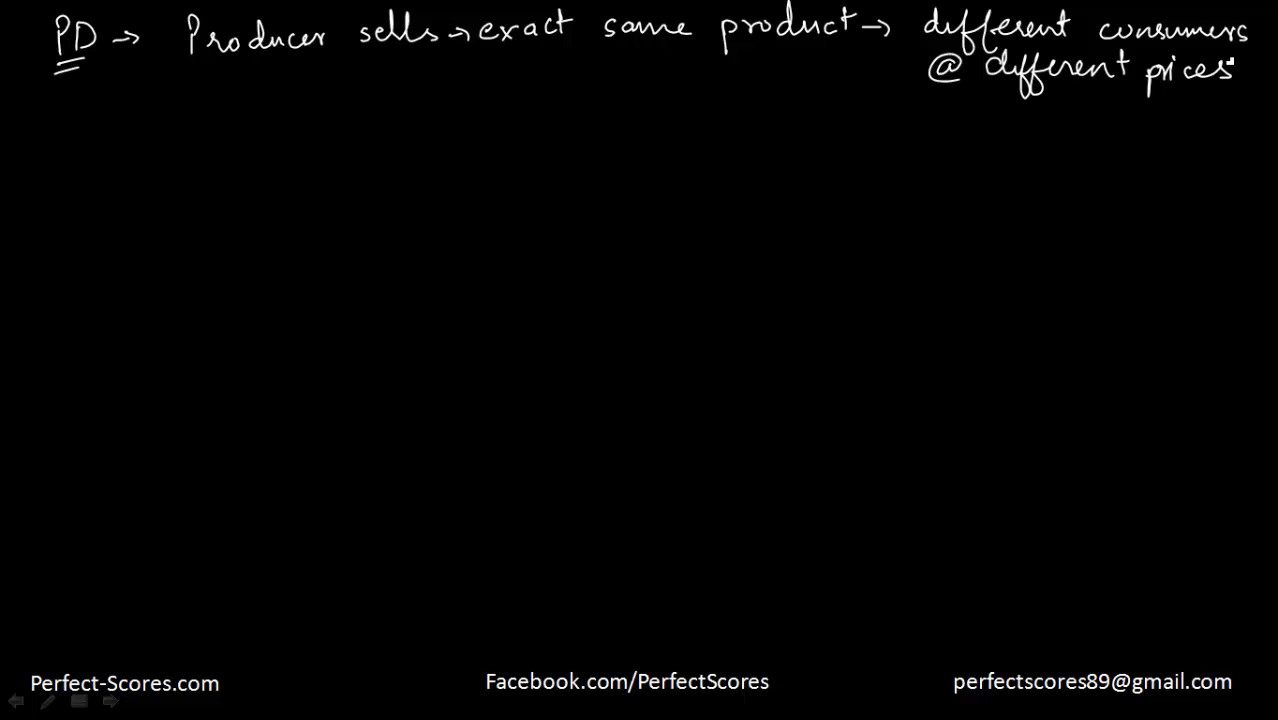 PD → Producer sells → exact same product → different consumers
@ different prices
Perfect-Scores.com
Facebook.com/PerfectScores
perfectscores89@gmail.com